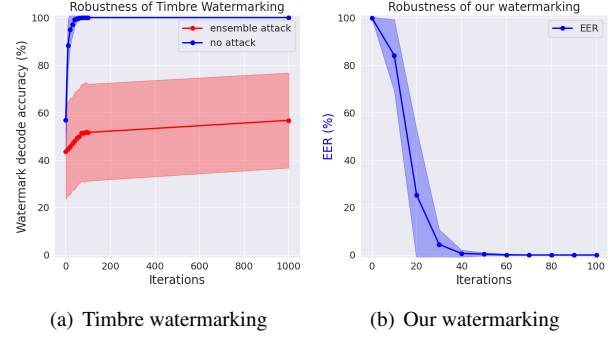 Robustness of Timbre Watermarking
Watermark decode accuracy (%)
100
80
60
40
20
0
ensemble attack
no attack
0 200 400 600 800 1000
Iterations
(a) Timbre watermarking
Robustness of our watermarking
EER (%)
100
80
60
40
20
0
EER
0 20 40 60 80 100
Iterations
(b) Our watermarking